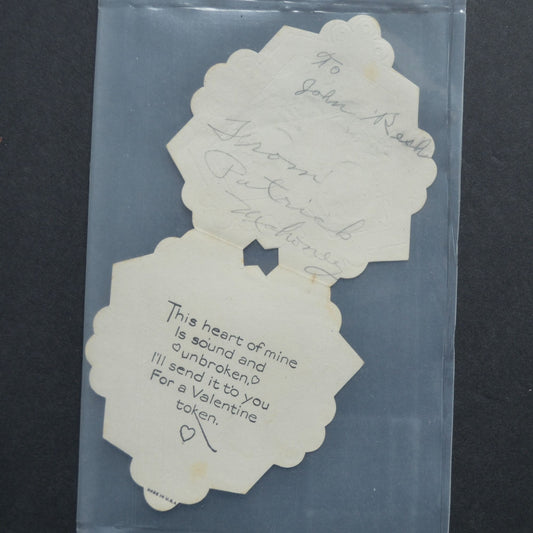 To
John Resh
From
Patrick
Mahoney
This heart of mine
Is sound and
unbroken,
I'll send it to you
For a Valentine
token.
MADE IN U.S.A.